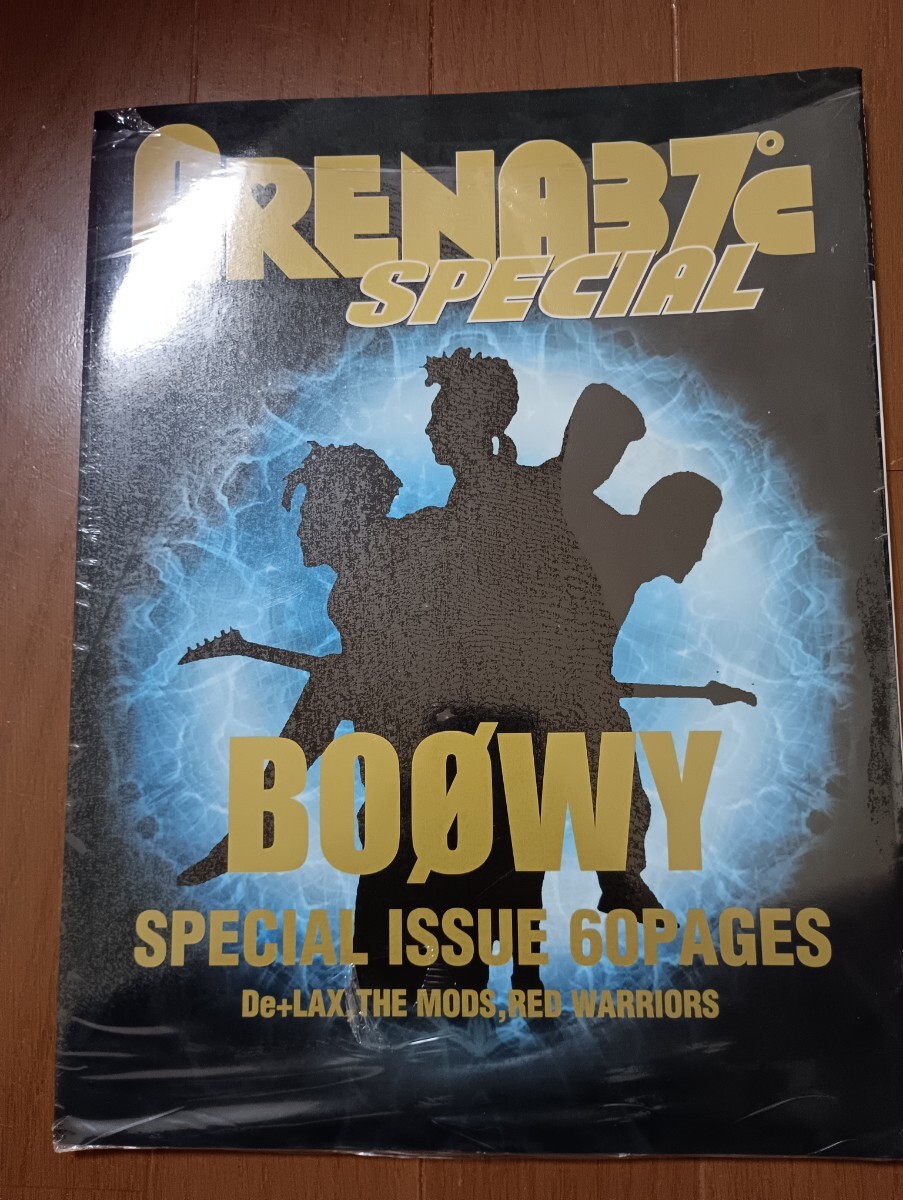 ARENA37℃
SPECIAL
BOØWY
SPECIAL ISSUE 60PAGES
De+LAX,THE MODS,RED WARRIORS